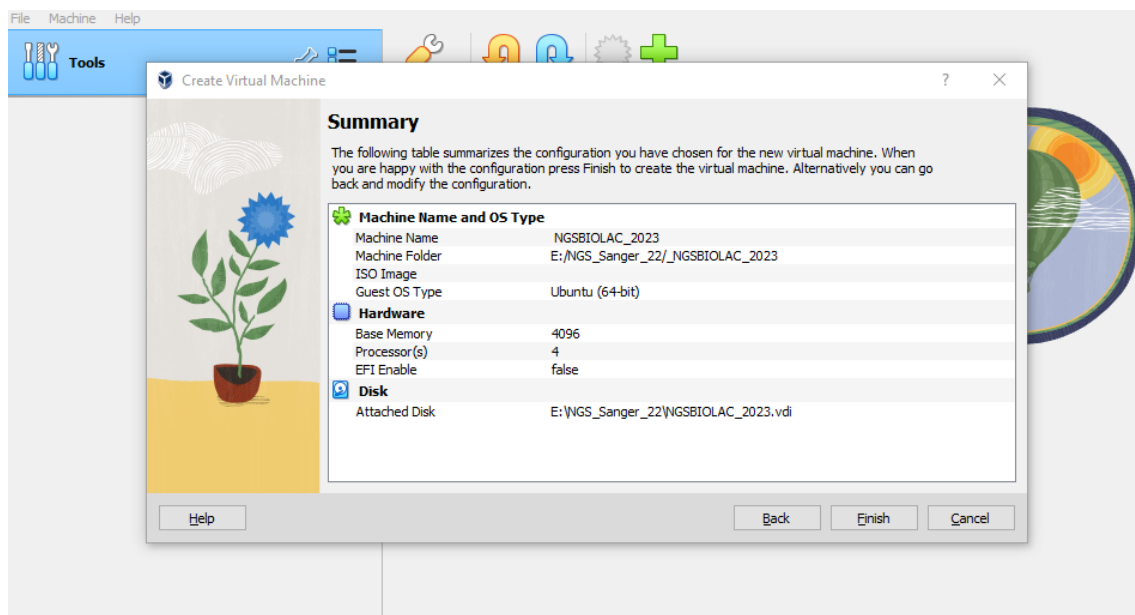 File Machine Help
Tools
Create Virtual Machine ?
Summary
The following table summarizes the configuration you have chosen for the new virtual machine. When
you are happy with the configuration press Finish to create the virtual machine. Alternatively you can go
back and modify the configuration.
Machine Name and OS Type
Machine Name NGSBIOLAC_2023
Machine Folder E:/NGS_Sanger_22/_NGSBIOLAC_2023
ISO Image
Guest OS Type Ubuntu (64-bit)
Hardware
Base Memory 4096
Processor(s) 4
EFI Enable false
Disk
Attached Disk E:\NGS_Sanger_22\NGSBIOLAC_2023.vdi
Help Back Finish Cancel